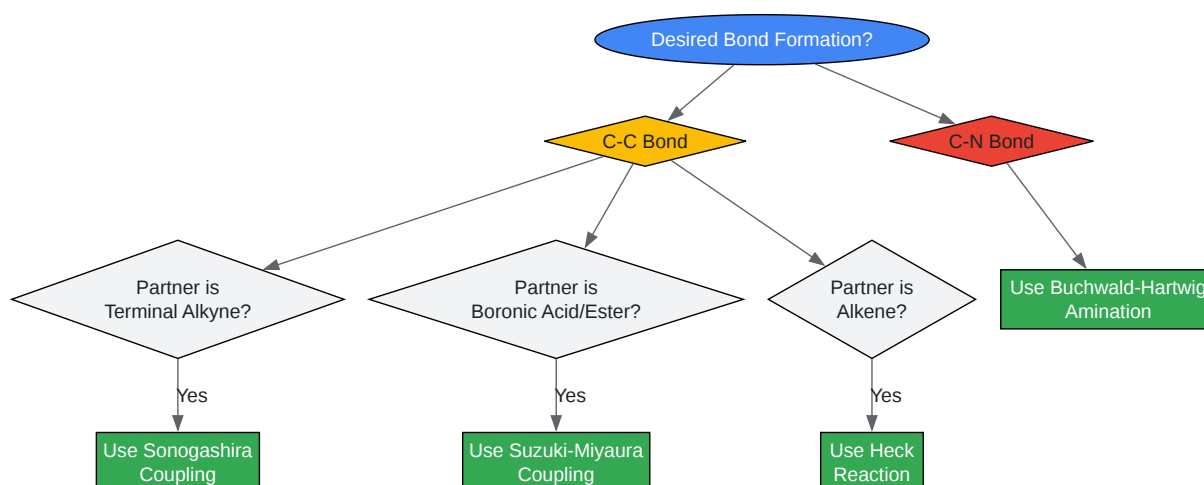 Desired Bond Formation?
C-C Bond
C-N Bond
Partner is
Terminal Alkyne?
Partner is
Boronic Acid/Ester?
Partner is
Alkene?
Use Buchwald-Hartwig
Amination
Yes
Yes
Yes
Use Sonogashira
Coupling
Use Suzuki-Miyaura
Coupling
Use Heck
Reaction